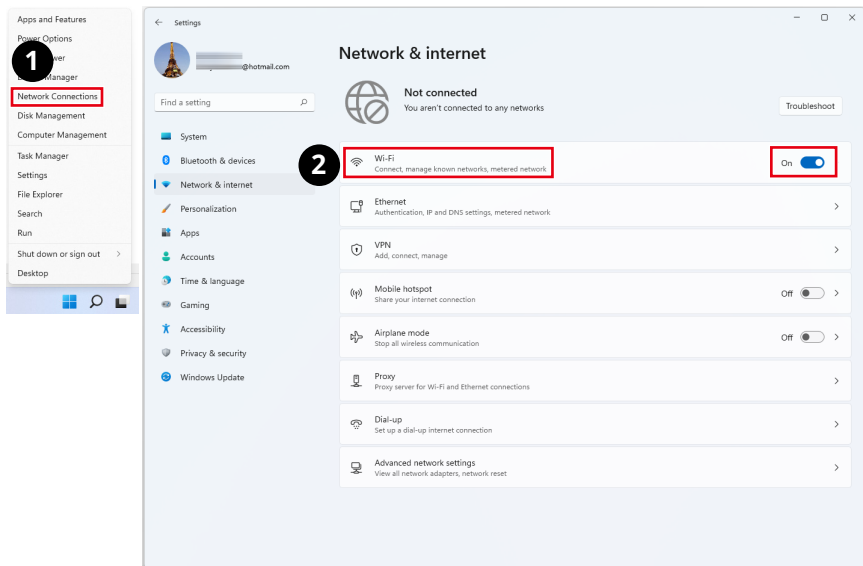 Apps and Features
Power Options
1
Manager
Network Connections
Disk Management
Computer Management
Task Manager
Settings
File Explorer
Search
Run
Shut down or sign out
Desktop
Settings
@hotmail.com
Find a setting
System
Bluetooth & devices
Network & internet
Personalization
Apps
Accounts
Time & language
Gaming
Accessibility
Privacy & security
Windows Update
Network & internet
Not connected
You aren't connected to any networks
Troubleshoot
2
Wi-Fi
Connect, manage known networks, metered network
On
Ethernet
Authentication, IP and DNS settings, metered network
VPN
Add, connect, manage
Mobile hotspot
Share your internet connection
Off
Airplane mode
Stop all wireless communication
Off
Proxy
Proxy server for Wi-Fi and Ethernet connections
Dial-up
Set up a dial-up internet connection
Advanced network settings
View all network adapters, network reset